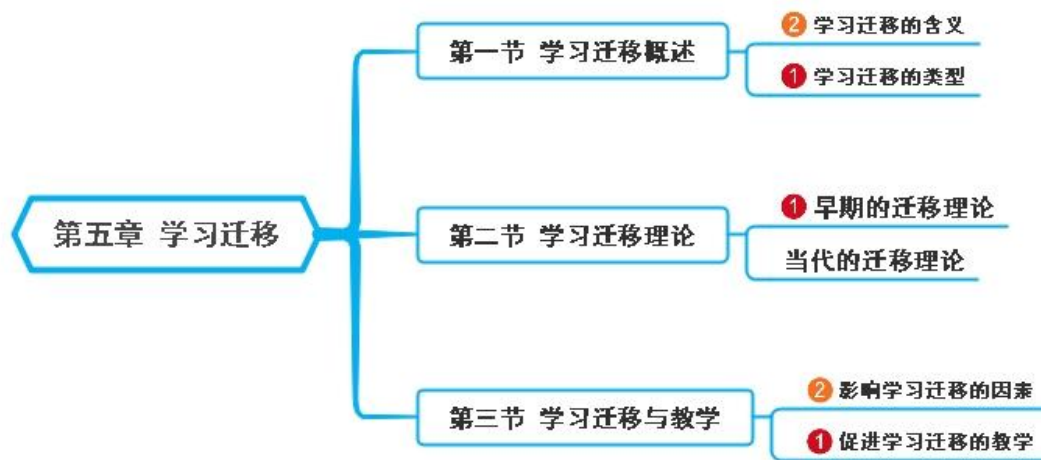 第五章 学习迁移
第一节 学习迁移概述
2 学习迁移的含义
1 学习迁移的类型
第二节 学习迁移理论
1 早期的迁移理论
当代的迁移理论
第三节 学习迁移与教学
2 影响学习迁移的因素
1 促进学习迁移的教学